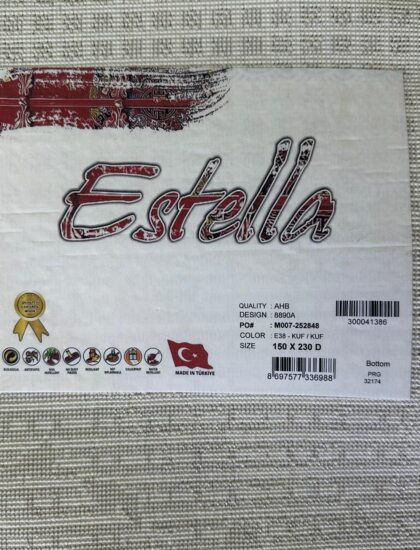 Estella
QUALITY : AHB
DESIGN : 8890A
PO# : M007-252848
COLOR : E38 - KUF / KUF
SIZE : 150 X 230 D
300041386
8 697577 336988
Bottom
PRG
32174
MADE IN TÜRKİYE